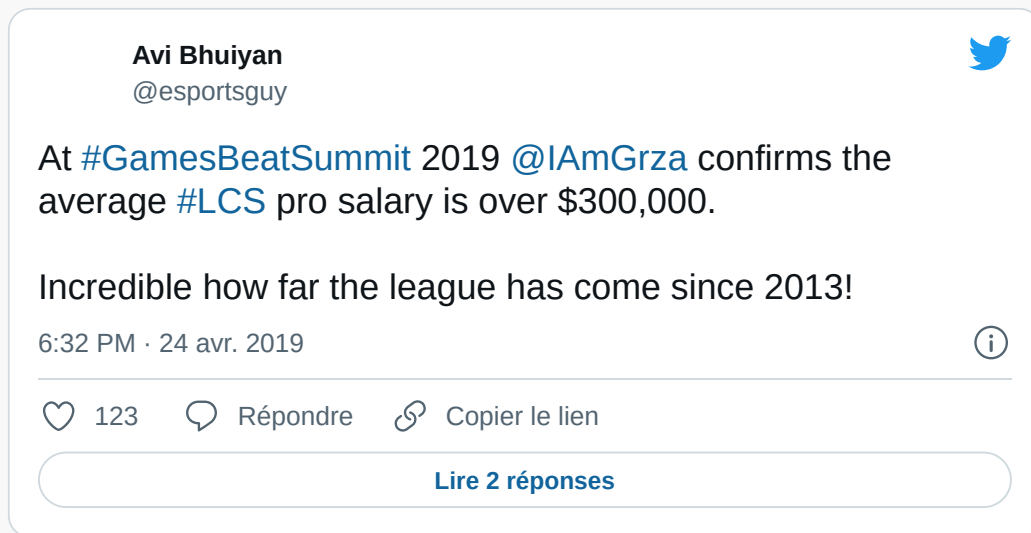 Avi Bhuiyan
@esportsguy
At #GamesBeatSummit 2019 @IAmGrza confirms the
average #LCS pro salary is over $300,000.
Incredible how far the league has come since 2013!
6:32 PM · 24 avr. 2019
123 Répondre Copier le lien
Lire 2 réponses